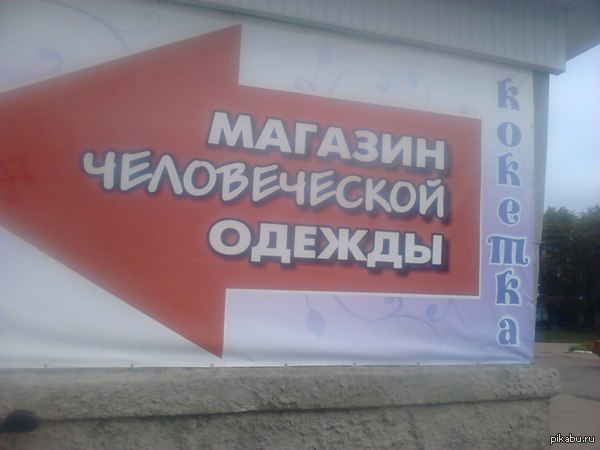 МАГАЗИН
ЧЕЛОВЕЧЕСКОЙ
ОДЕЖДЫ
кокетка
pikabu.ru